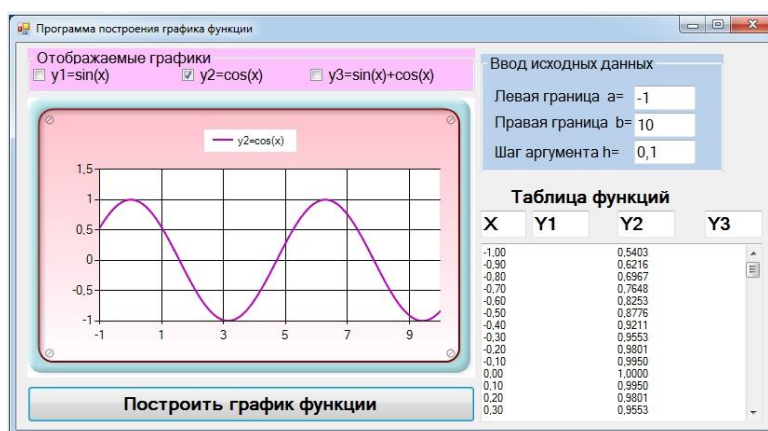 Программа построения графика функции
Отображаемые графики
y1=sin(x) y2=cos(x) y3=sin(x)+cos(x)
y2=cos(x)
1,5
1
0,5
0
-0,5
-1
-1 1 3 5 7 9
Построить график функции
Ввод исходных данных
Левая граница a= -1
Правая граница b= 10
Шаг аргумента h= 0,1
Таблица функций
X Y1 Y2 Y3
-1,00 0,5403
-0,90 0,6216
-0,80 0,6967
-0,70 0,7648
-0,60 0,8253
-0,50 0,8776
-0,40 0,9211
-0,30 0,9553
-0,20 0,9801
-0,10 0,9950
0,00 1,0000
0,10 0,9950
0,20 0,9801
0,30 0,9553